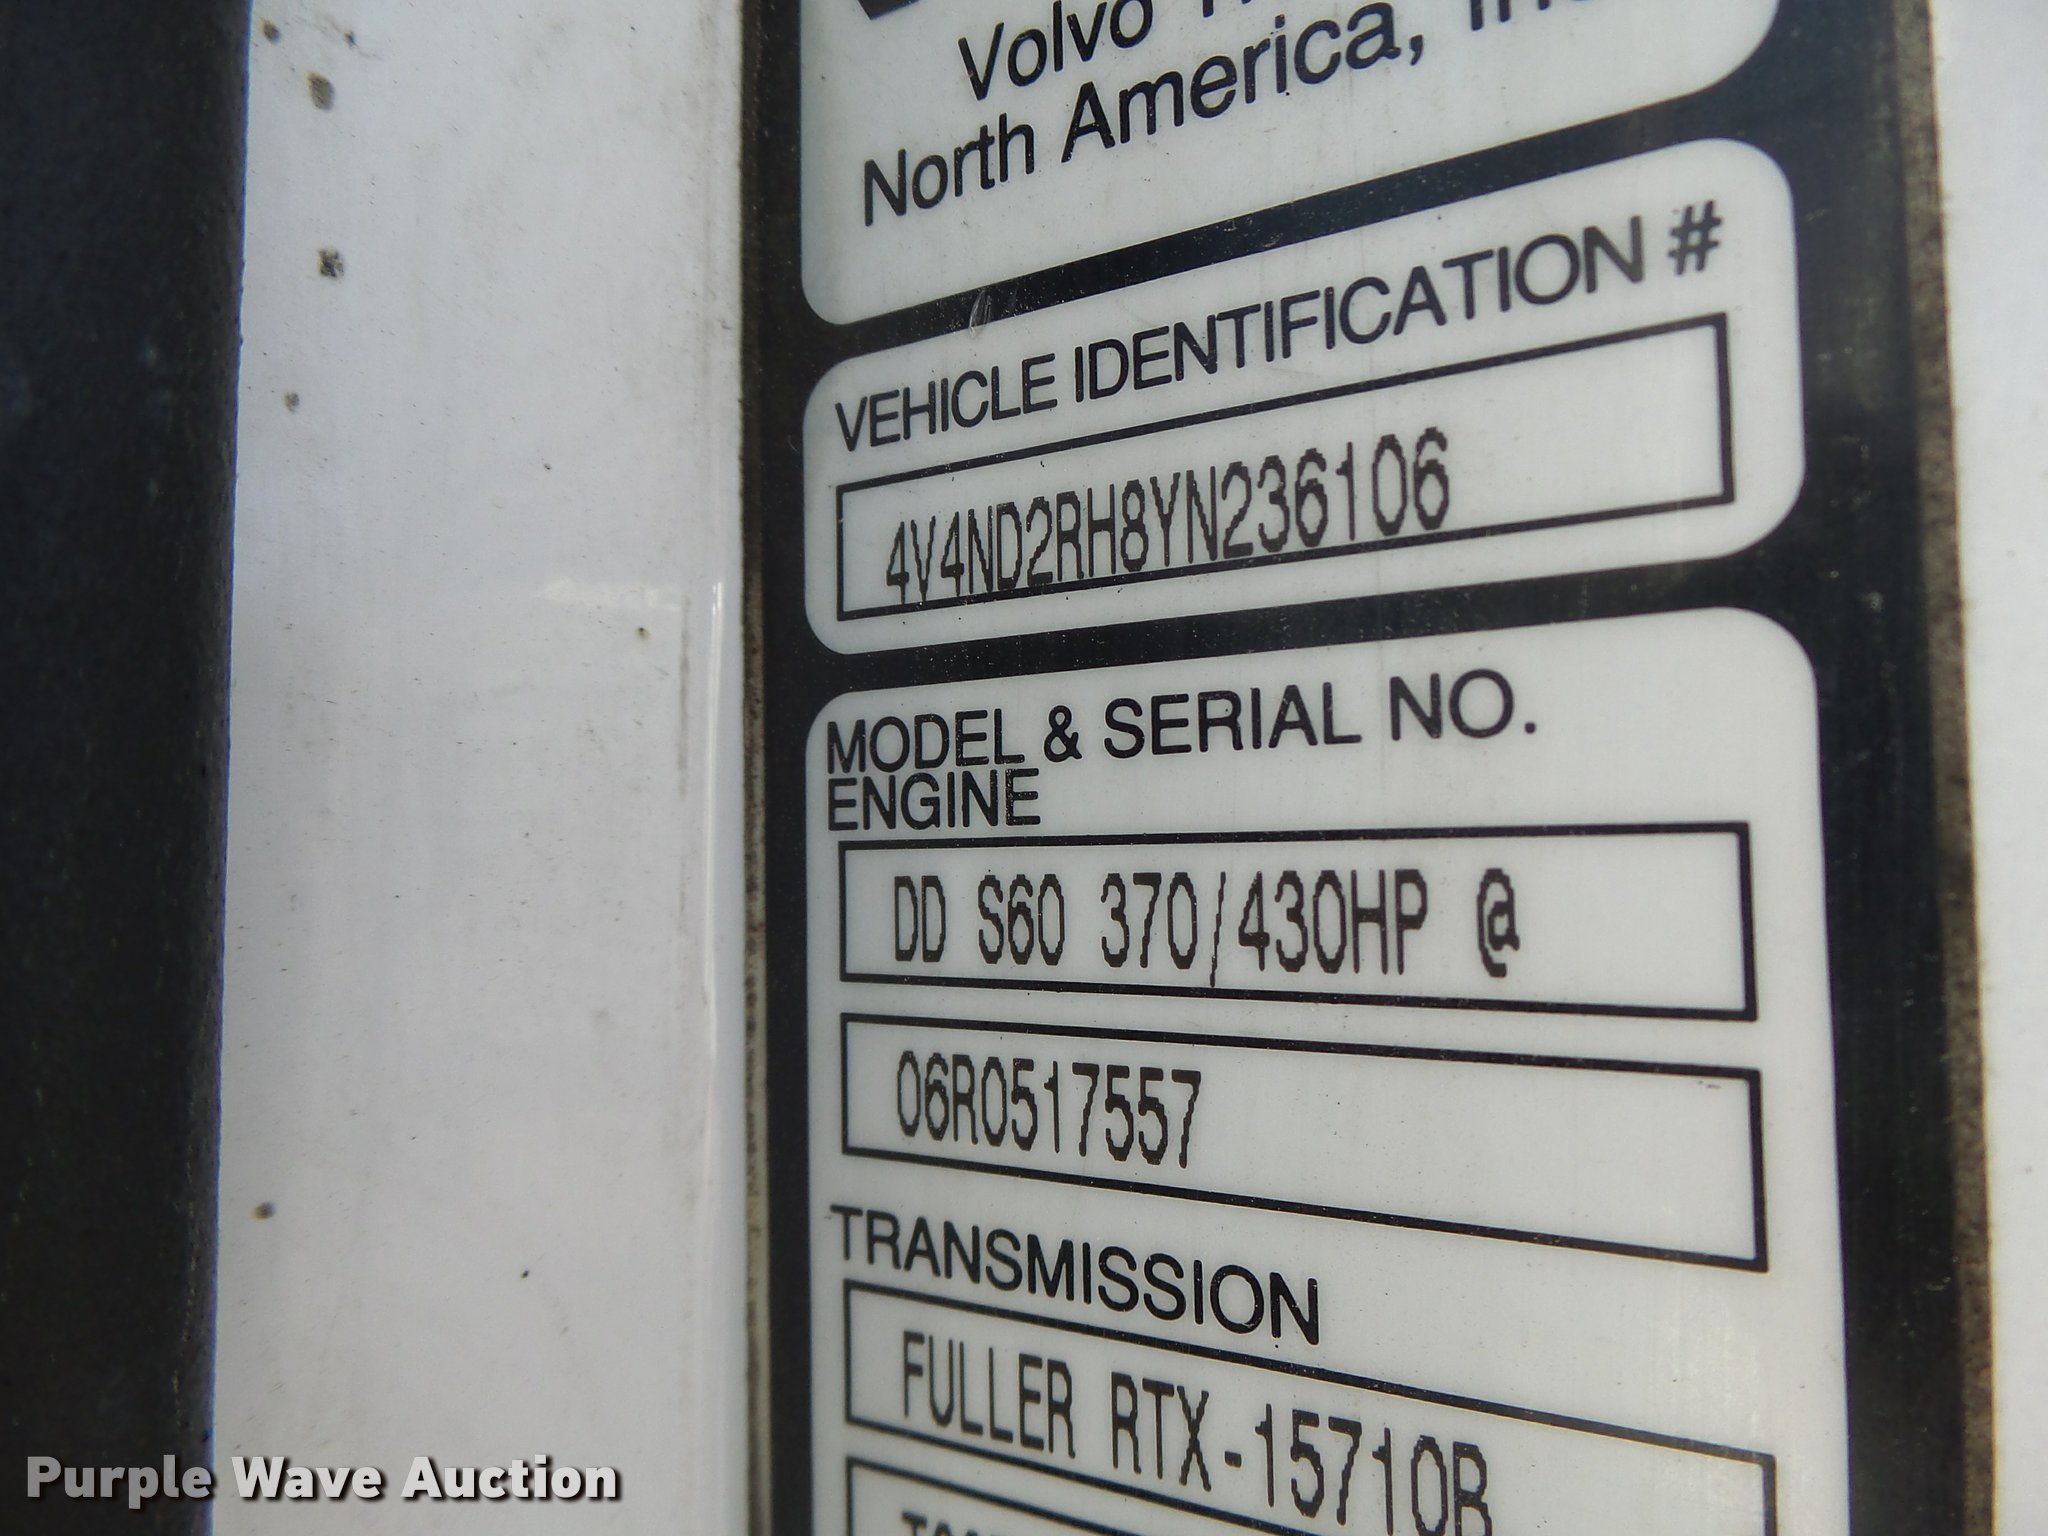 Volvo
North America,
VEHICLE IDENTIFICATION #
4V4ND2RH8YN236106
MODEL & SERIAL NO.
ENGINE
DD S60 370/430HP @
06R0517557
TRANSMISSION
FULLER RTX-15710B
Purple Wave Auction